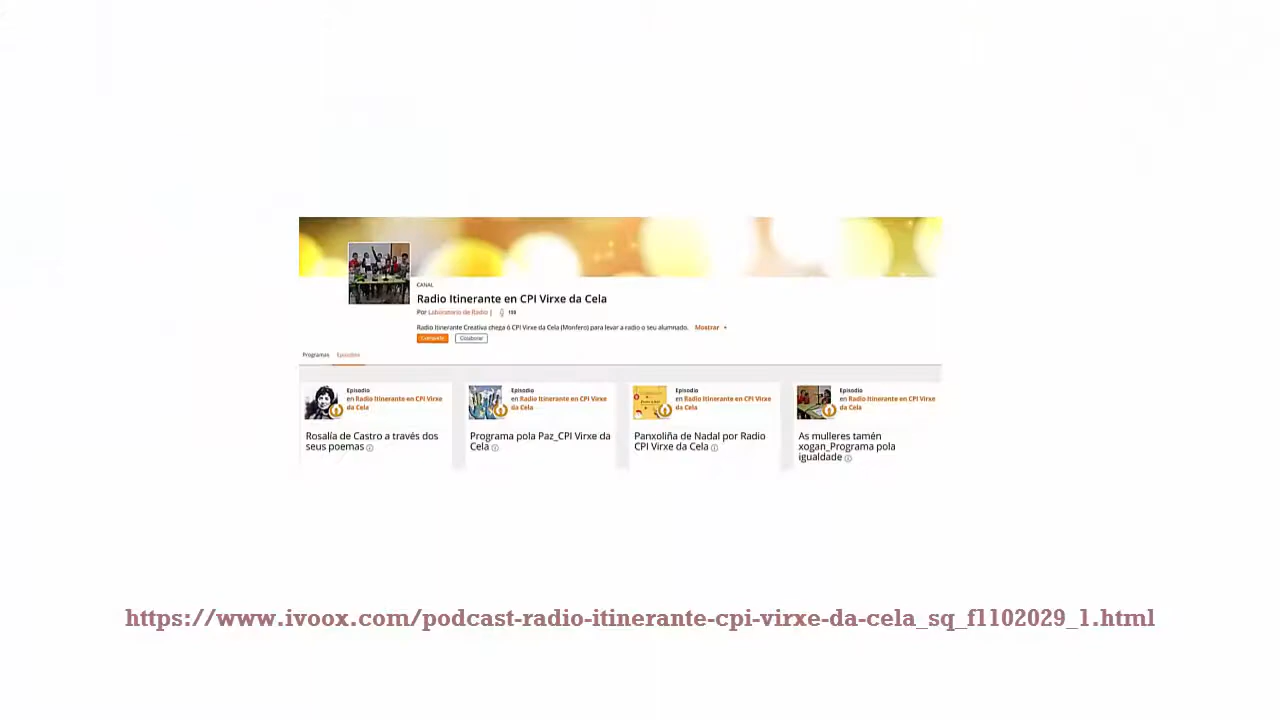 CANAL
Radio Itinerante en CPI Virxe da Cela
Por Laboratorio de Radio |
Radio Itinerante Creativa chega ó CPI Virxe da Cela (Monfero) para levar a radio o seu alumnado. Mostrar
Compartir Colaborar
Programas Episodios
Episodio
en Radio Itinerante en CPI Virxe
da Cela
Rosalía de Castro a través dos
seus poemas
Episodio
en Radio Itinerante en CPI Virxe
da Cela
Programa pola Paz_CPI Virxe da
Cela
Episodio
en Radio Itinerante en CPI Virxe
da Cela
Panxoliña de Nadal por Radio
CPI Virxe da Cela
Episodio
en Radio Itinerante en CPI Virxe
da Cela
As mulleres tamén
xogan_Programa pola
igualdade
https://www.ivoox.com/podcast-radio-itinerante-cpi-virxe-da-cela_sq_f1102029_1.html